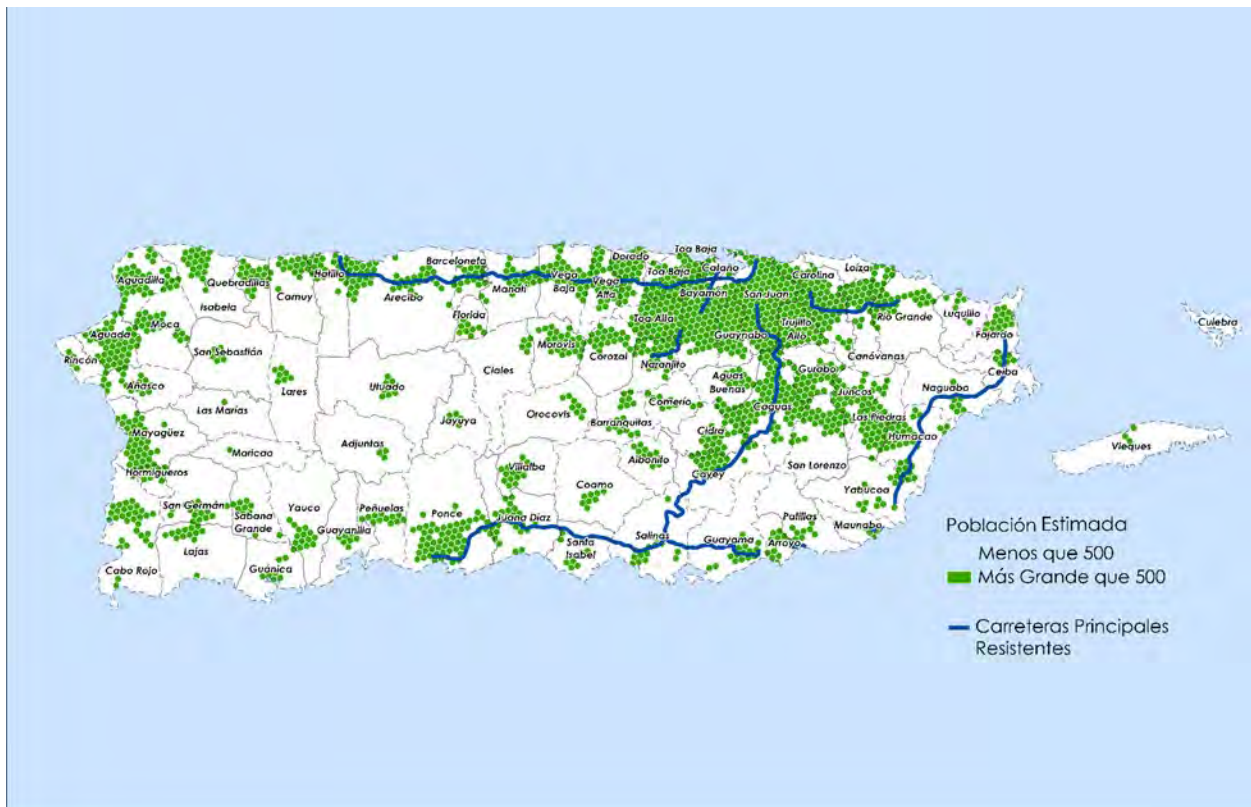 Toa Baja
Dorado
Barceloneta
Toa Baja
Cataño
Carolina
Loíza
Aguadilla
Quebradillas
Hatillo
Camuy
Isabela
Arecibo
Manatí
Vega
Baja
Vega
Alta
Bayamón
San Juan
Río Grande
Luquillo
Culebra
Florida
Toa Alta
Moca
Aguada
Guaynabo
Trujillo
Alto
Fajardo
Rincón
San Sebastián
Morovis
Corozal
Naranjito
Canóvanas
Ceiba
Ciales
Añasco
Utuado
Lares
Aguas
Buenas
Gurabo
Juncos
Naguabo
Las Marías
Jayuya
Orocovis
Comerío
Caguas
Las Piedras
Barranquitas
Cidra
Humacao
Mayagüez
Adjuntas
Maricao
Aibonito
Vieques
Hormigueros
Villalba
Cayey
San Lorenzo
Coamo
Yabucoa
San Germán
Sabana
Grande
Yauco
Peñuelas
Ponce
Juana Díaz
Patillas
Maunabo
Guayanilla
Salinas
Guayama
Arroyo
Santa
Isabel
Lajas
Guánica
Cabo Rojo
Población Estimada
Menos que 500
Más Grande que 500
Carreteras Principales
Resistentes